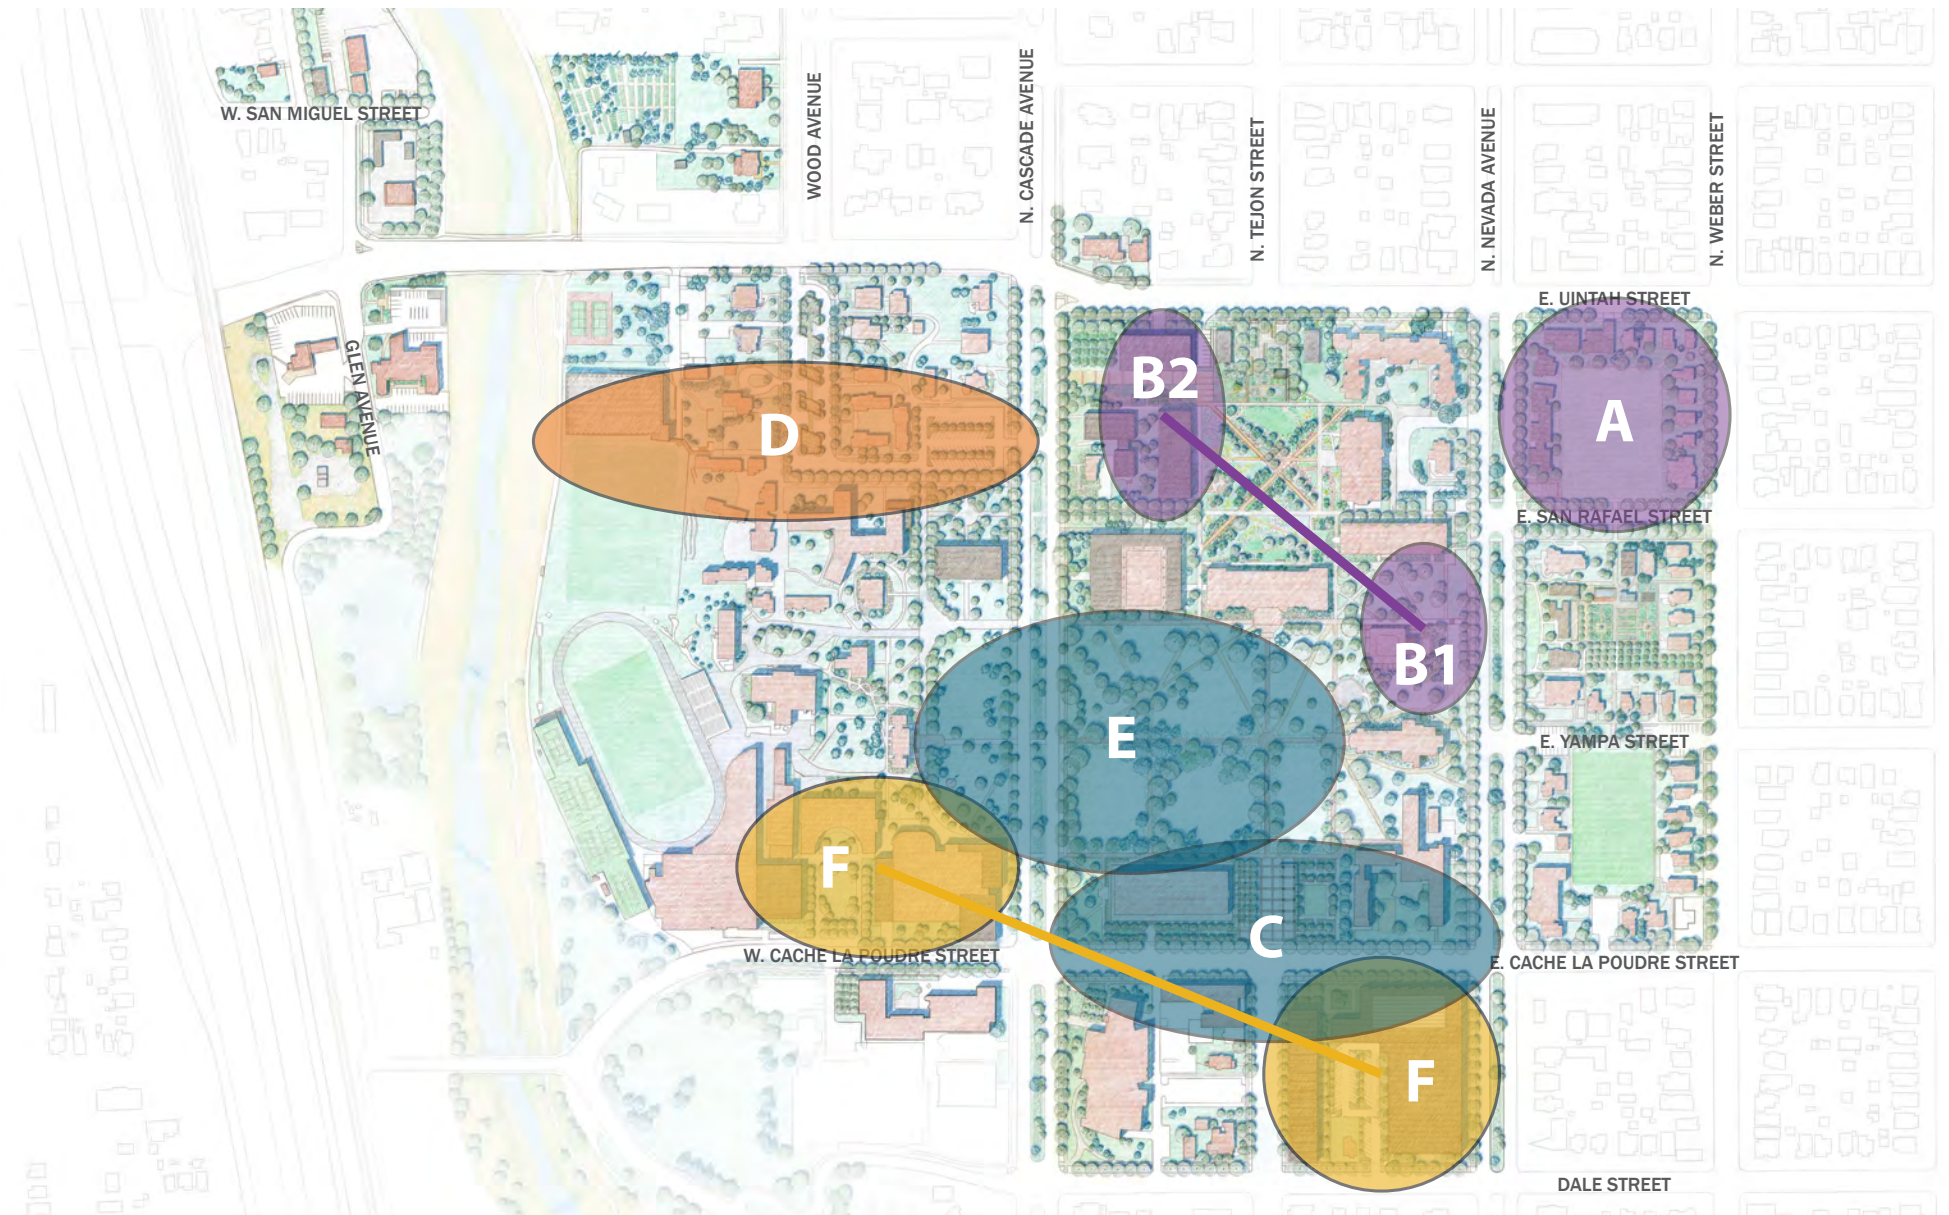 W. SAN MIGUEL STREET
WOOD AVENUE
N. CASCADE AVENUE
N. TEJON STREET
N. NEVADA AVENUE
N. WEBER STREET
E. UINTAH STREET
GLEN AVENUE
B2
A
D
E. SAN RAFAEL STREET
B1
E
E. YAMPA STREET
F
C
W. CACHE LA POUDRE STREET
E. CACHE LA POUDRE STREET
F
DALE STREET